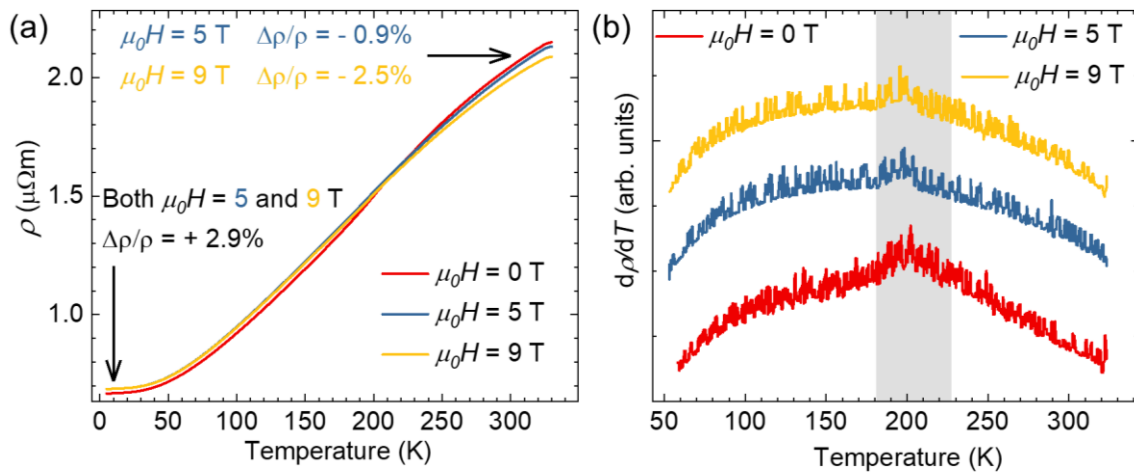 (a)
μ₀H = 5 T Δρ/ρ = - 0.9%
μ₀H = 9 T Δρ/ρ = - 2.5%
Both μ₀H = 5 and 9 T
Δρ/ρ = + 2.9%
μ₀H = 0 T
μ₀H = 5 T
μ₀H = 9 T
ρ (μΩm)
2.0
1.5
1.0
0 50 100 150 200 250 300 350
Temperature (K)
(b)
μ₀H = 0 T
μ₀H = 5 T
μ₀H = 9 T
dρ/dT (arb. units)
50 100 150 200 250 300
Temperature (K)